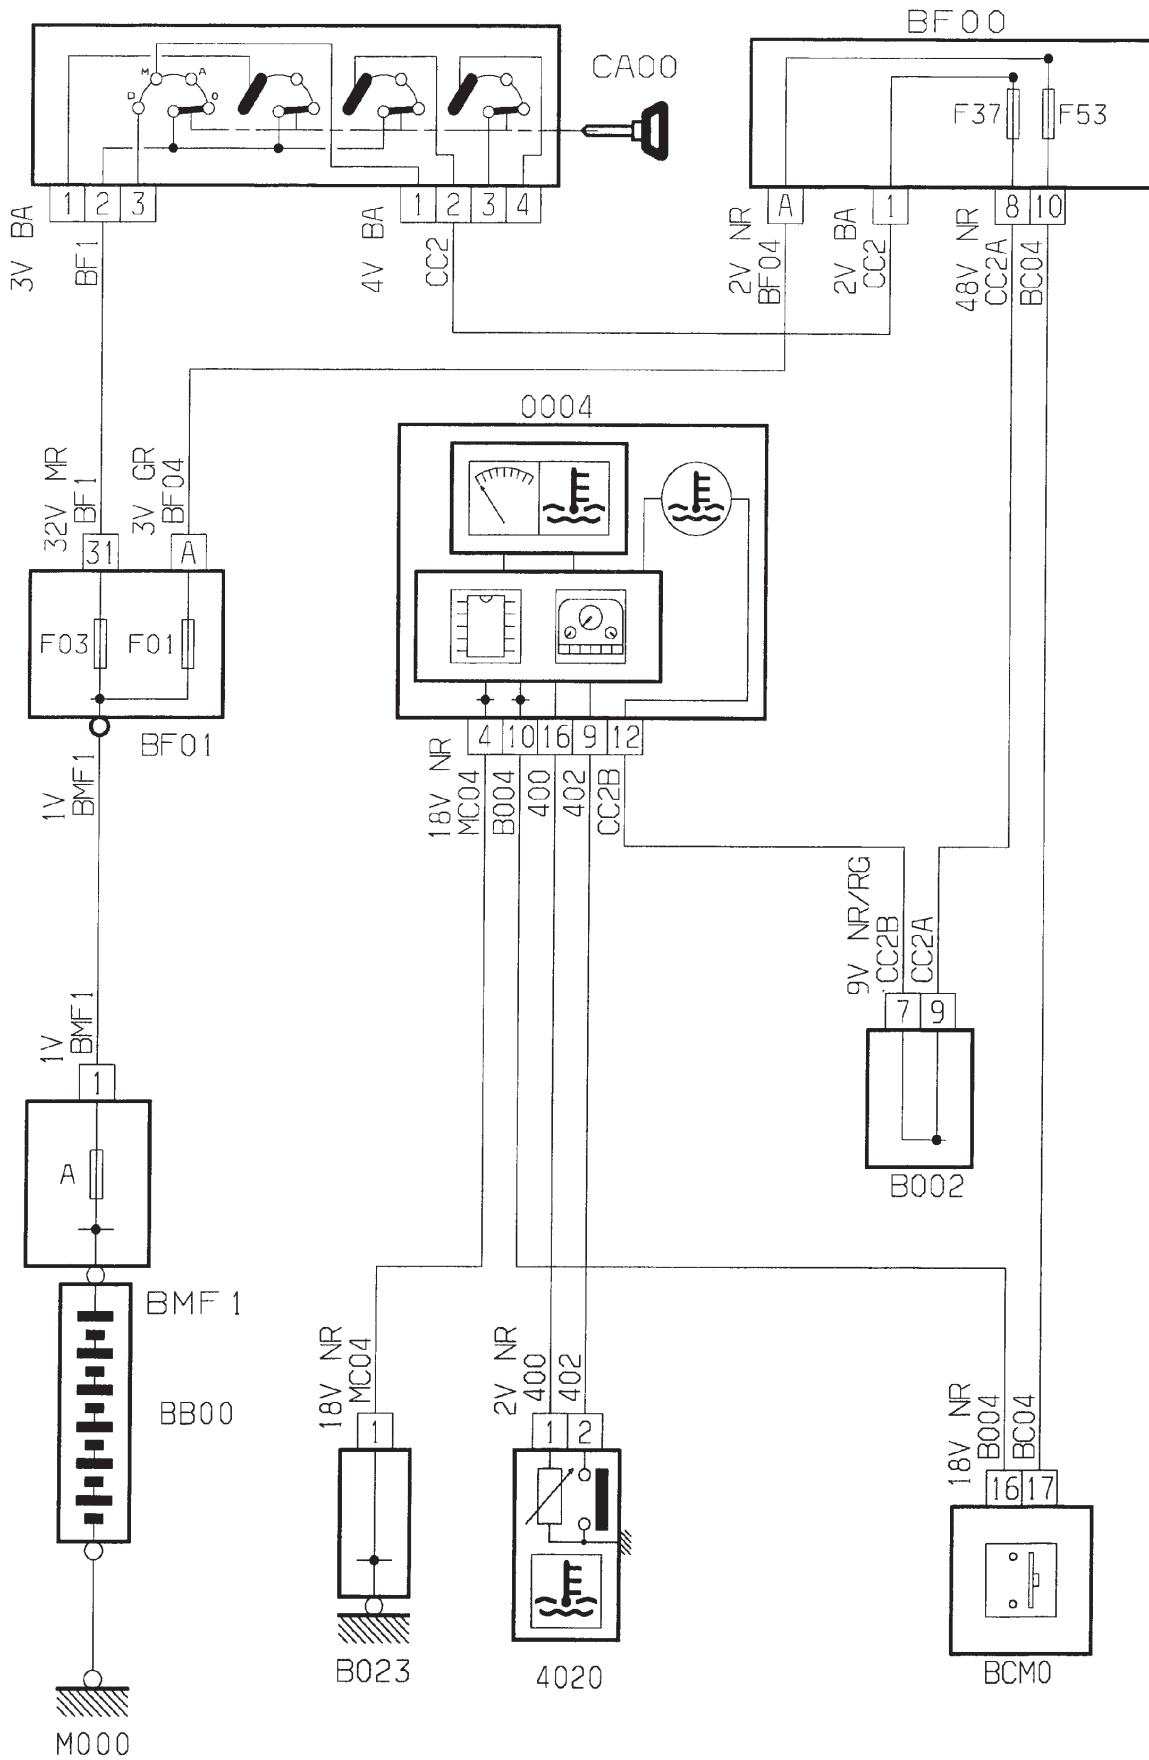 BF00
CA00
M
A
D
O
F37
F53
1
2
3
1
2
3
4
A
1
8
10
3V BA
BF1
4V BA
CC2
2V NR
BF04
2V BA
CC2
48V NR
CC2A
BC04
0004
32V MR
BF1
3V GR
BF04
31
A
F03
F01
BF01
4
10
16
9
12
18V NR
MC04
B004
400
402
CC2B
1V
BMF1
9V NR/RG
CC2B
CC2A
7
9
B002
1V
BMF1
1
A
BMF1
BB00
18V NR
MC04
1
2V NR
400
402
1
2
18V NR
B004
BC04
16
17
B023
4020
BCM0
M000